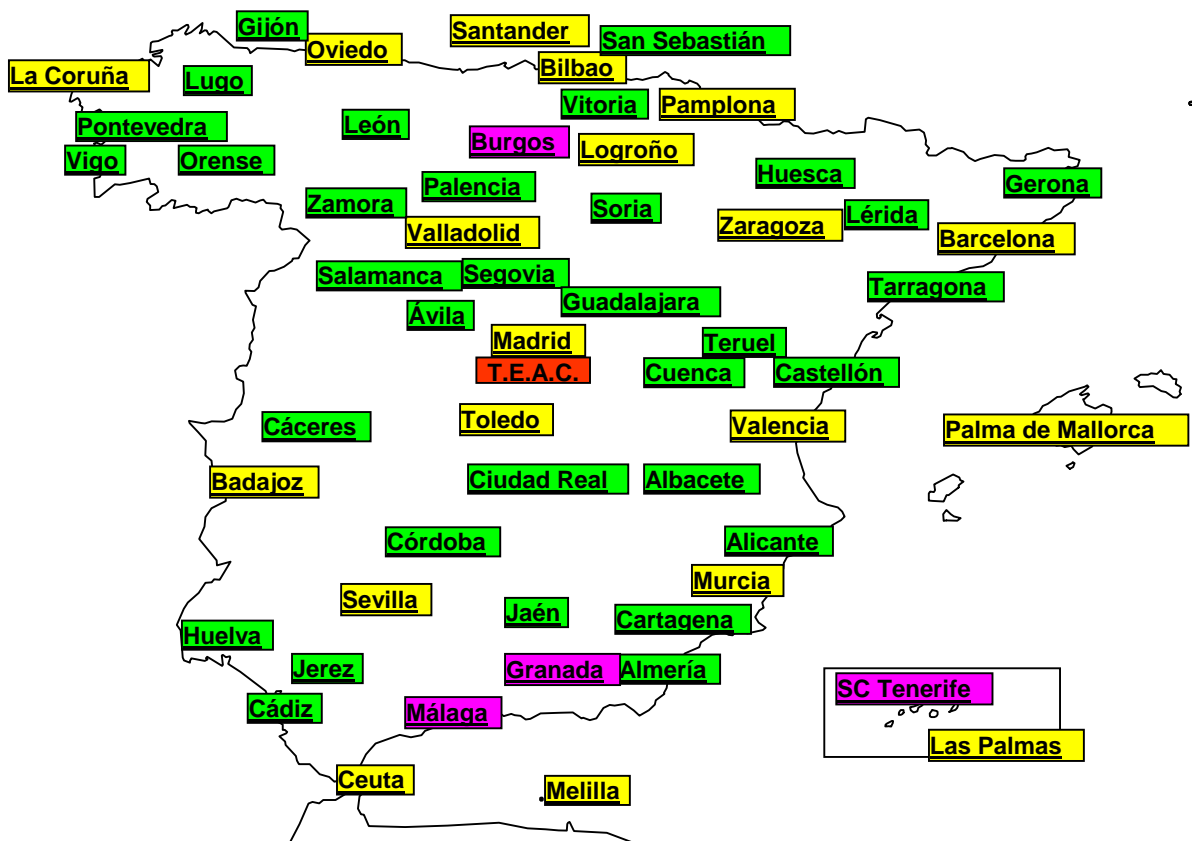 Gijón
Santander
San Sebastián
Oviedo
Bilbao
La Coruña
Lugo
Vitoria
Pamplona
Pontevedra
León
Burgos
Logroño
Vigo
Orense
Huesca
Gerona
Palencia
Zamora
Soria
Lérida
Zaragoza
Valladolid
Barcelona
Salamanca
Segovia
Tarragona
Guadalajara
Ávila
Madrid
Teruel
T.E.A.C.
Cuenca
Castellón
Cáceres
Toledo
Valencia
Palma de Mallorca
Badajoz
Ciudad Real
Albacete
Córdoba
Alicante
Murcia
Sevilla
Jaén
Cartagena
Huelva
Jerez
Granada
Almería
SC Tenerife
Cádiz
Málaga
Las Palmas
Ceuta
Melilla